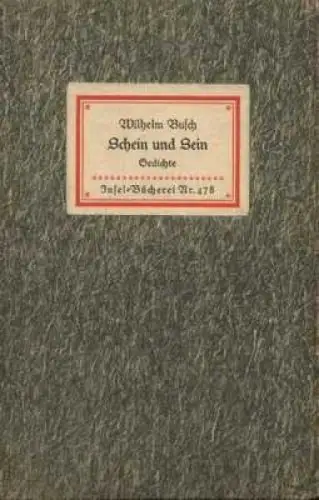 Wilhelm Busch
Schein und Sein
Gedichte
Insel-Bücherei Nr. 478